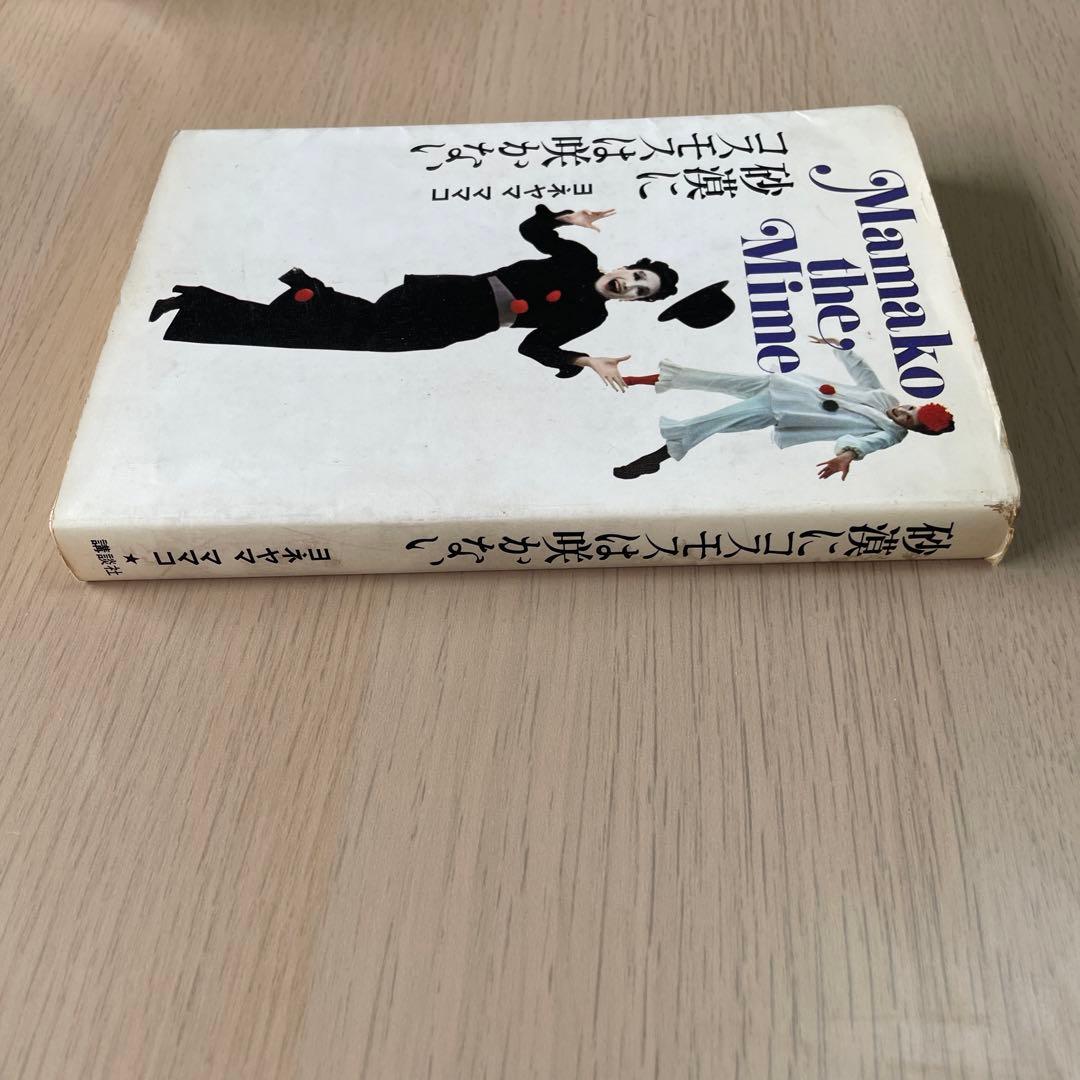 Mamako
the
Mime
砂漠に
コスモスは咲かない
ヨネヤマ ママコ
砂漠にコスモスは咲かない ヨネヤマ ママコ ★ 講談社